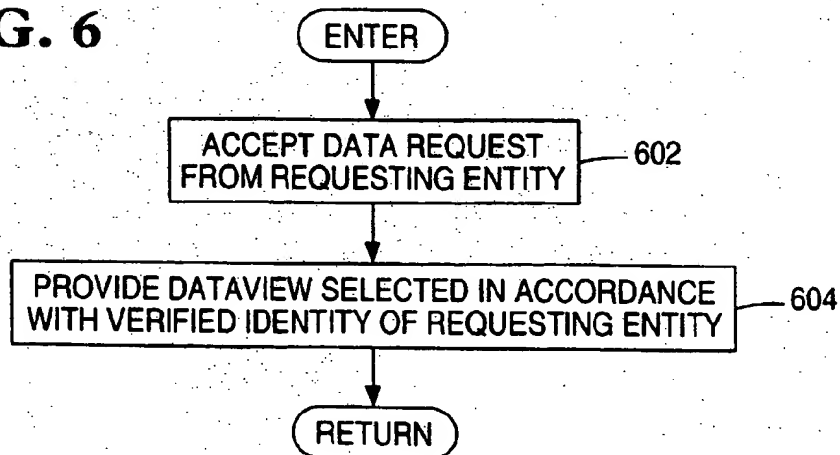 G. 6
ENTER
ACCEPT DATA REQUEST
FROM REQUESTING ENTITY
602
PROVIDE DATAVIEW SELECTED IN ACCORDANCE
WITH VERIFIED IDENTITY OF REQUESTING ENTITY
604
RETURN